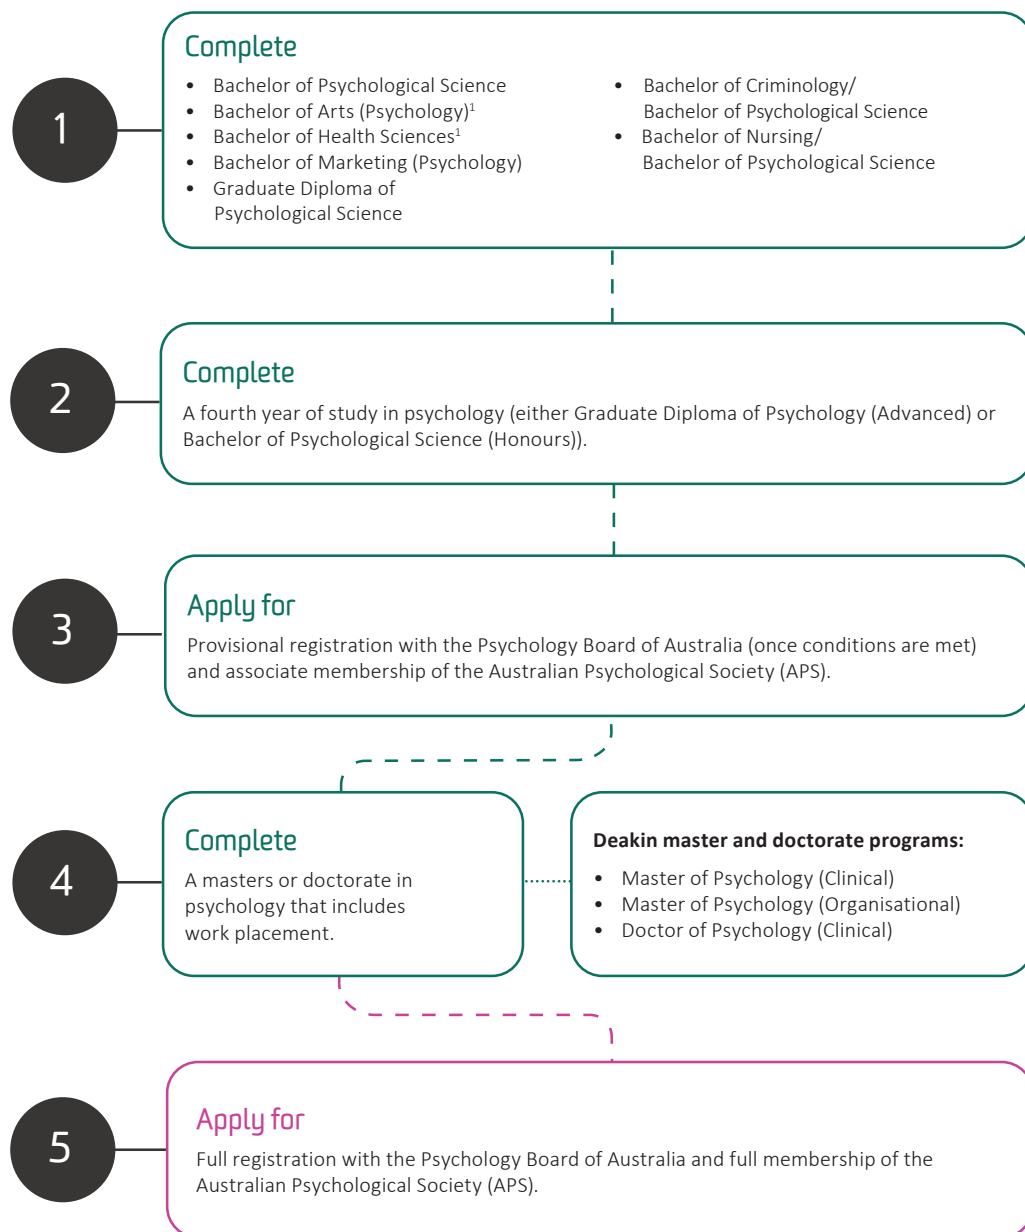 1
Complete
• Bachelor of Psychological Science
• Bachelor of Arts (Psychology)¹
• Bachelor of Health Sciences¹
• Bachelor of Marketing (Psychology)
• Graduate Diploma of
Psychological Science
• Bachelor of Criminology/
Bachelor of Psychological Science
• Bachelor of Nursing/
Bachelor of Psychological Science
2
Complete
A fourth year of study in psychology (either Graduate Diploma of Psychology (Advanced) or
Bachelor of Psychological Science (Honours)).
3
Apply for
Provisional registration with the Psychology Board of Australia (once conditions are met)
and associate membership of the Australian Psychological Society (APS).
4
Complete
A masters or doctorate in
psychology that includes
work placement.
Deakin master and doctorate programs:
• Master of Psychology (Clinical)
• Master of Psychology (Organisational)
• Doctor of Psychology (Clinical)
5
Apply for
Full registration with the Psychology Board of Australia and full membership of the
Australian Psychological Society (APS).